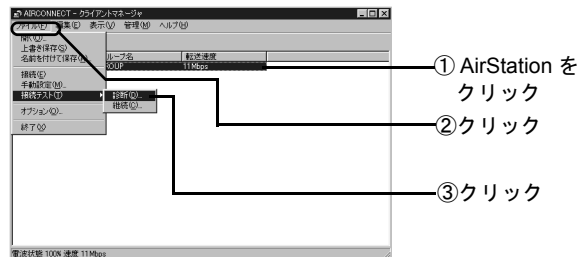 AIRCONNECT - クライアントマネージャ
ファイル(F) 編集(E) 表示(V) 管理(M) ヘルプ(H)
開く(O)...
上書き保存(S)
名前を付けて保存(A)
接続(E)
手動設定(M)...
接続テスト(T)
オプション(O)...
終了(X)
診断(D)...
継続(C)...
ループ名 転送速度
ROUP 11Mbps
① AirStation を
クリック
②クリック
③クリック
電波状態 100% 速度 11Mbps